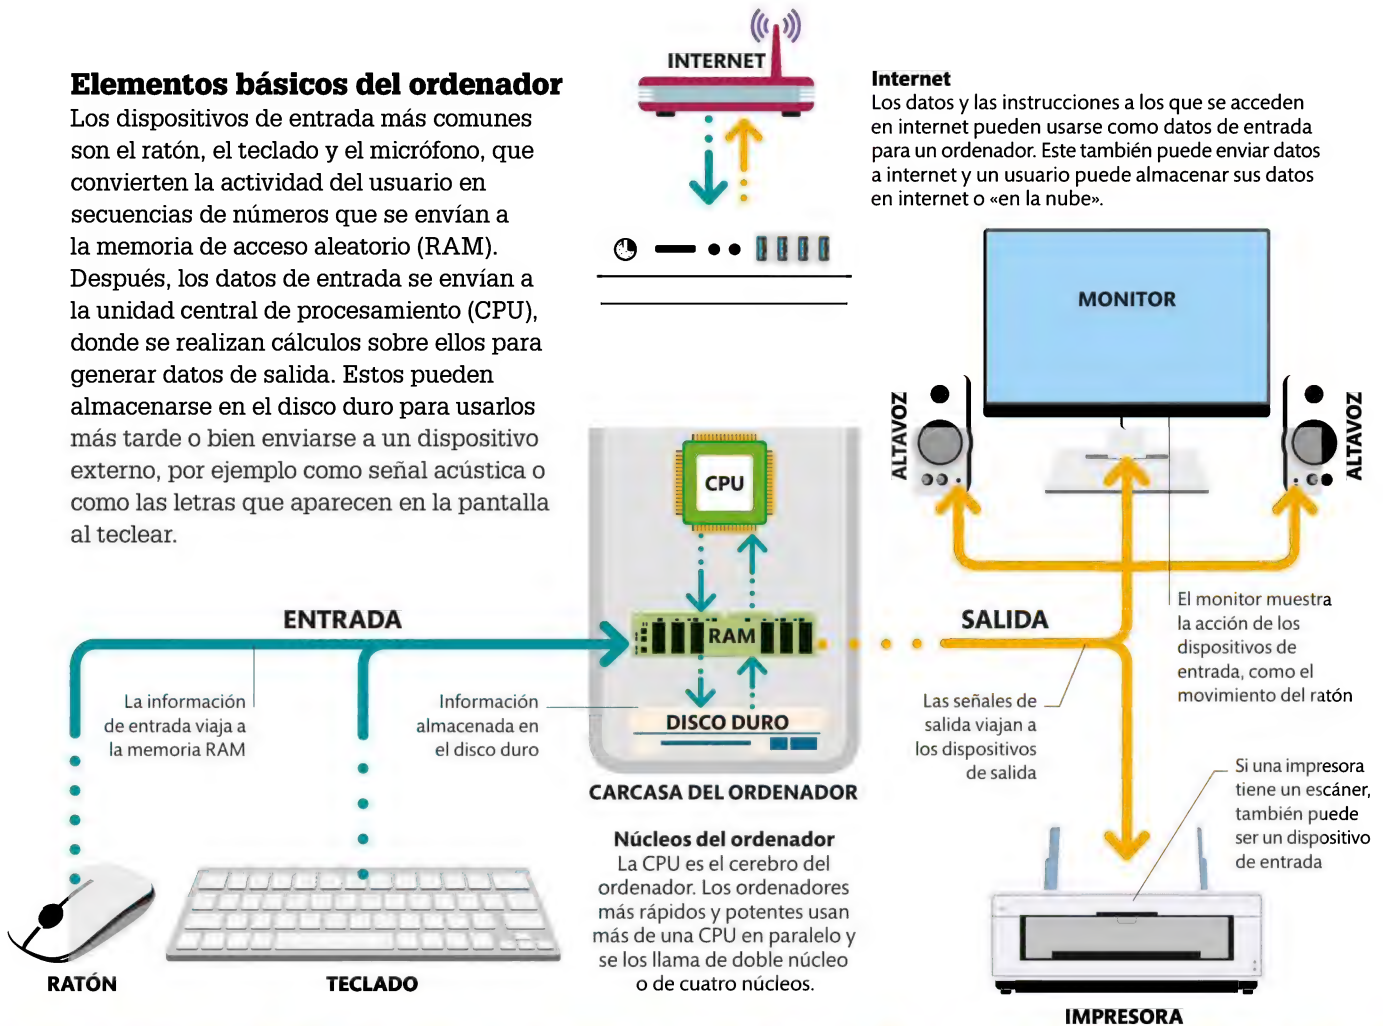 Elementos básicos del ordenador
Los dispositivos de entrada más comunes
son el ratón, el teclado y el micrófono, que
convierten la actividad del usuario en
secuencias de números que se envían a
la memoria de acceso aleatorio (RAM).
Después, los datos de entrada se envían a
la unidad central de procesamiento (CPU),
donde se realizan cálculos sobre ellos para
generar datos de salida. Estos pueden
almacenarse en el disco duro para usarlos
más tarde o bien enviarse a un dispositivo
externo, por ejemplo como señal acústica o
como las letras que aparecen en la pantalla
al teclear.
INTERNET
Internet
Los datos y las instrucciones a los que se acceden
en internet pueden usarse como datos de entrada
para un ordenador. Este también puede enviar datos
a internet y un usuario puede almacenar sus datos
en internet o «en la nube».
MONITOR
ALTAVOZ
ALTAVOZ
CPU
ENTRADA
RAM
SALIDA
El monitor muestra
la acción de los
dispositivos de
entrada, como el
movimiento del ratón
La información
de entrada viaja a
la memoria RAM
Información
almacenada en
el disco duro
DISCO DURO
Las señales de
salida viajan a
los dispositivos
de salida
CARCASA DEL ORDENADOR
Si una impresora
tiene un escáner,
también puede
ser un dispositivo
de entrada
Núcleos del ordenador
La CPU es el cerebro del
ordenador. Los ordenadores
más rápidos y potentes usan
más de una CPU en paralelo y
se los llama de doble núcleo
o de cuatro núcleos.
RATÓN
TECLADO
IMPRESORA